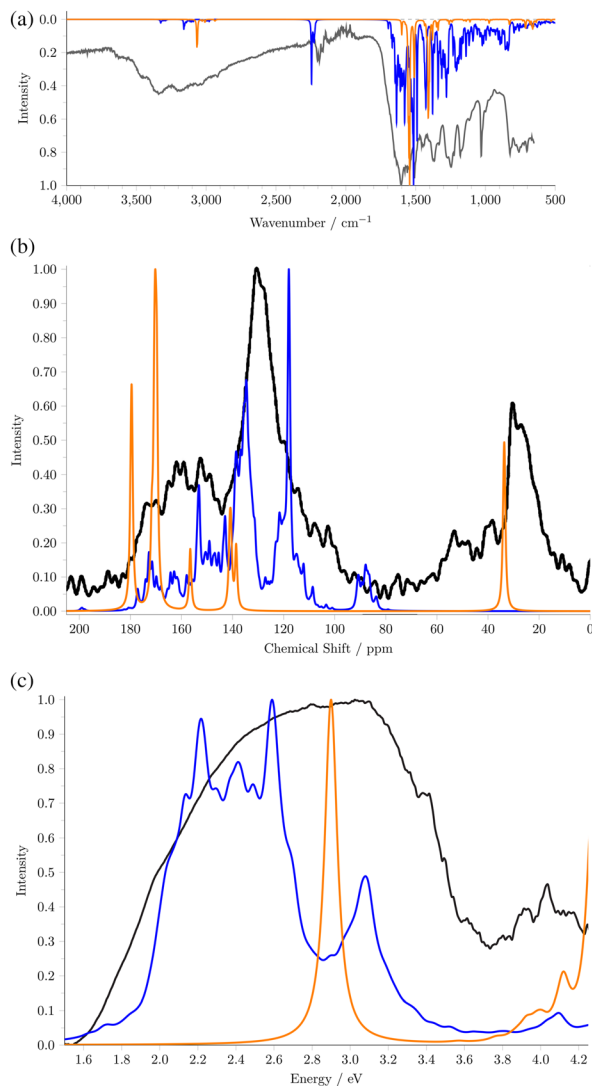 (a)
0.0
0.2
0.4
0.6
0.8
1.0
Intensity
4,000 3,500 3,000 2,500 2,000 1,500 1,000 500
Wavenumber / cm⁻¹
(b)
1.00
0.90
0.80
0.70
0.60
0.50
0.40
0.30
0.20
0.10
0.00
Intensity
200 180 160 140 120 100 80 60 40 20 0
Chemical Shift / ppm
(c)
1.0
0.9
0.8
0.7
0.6
0.5
0.4
0.3
0.2
0.1
0.0
Intensity
1.6 1.8 2.0 2.2 2.4 2.6 2.8 3.0 3.2 3.4 3.6 3.8 4.0 4.2
Energy / eV